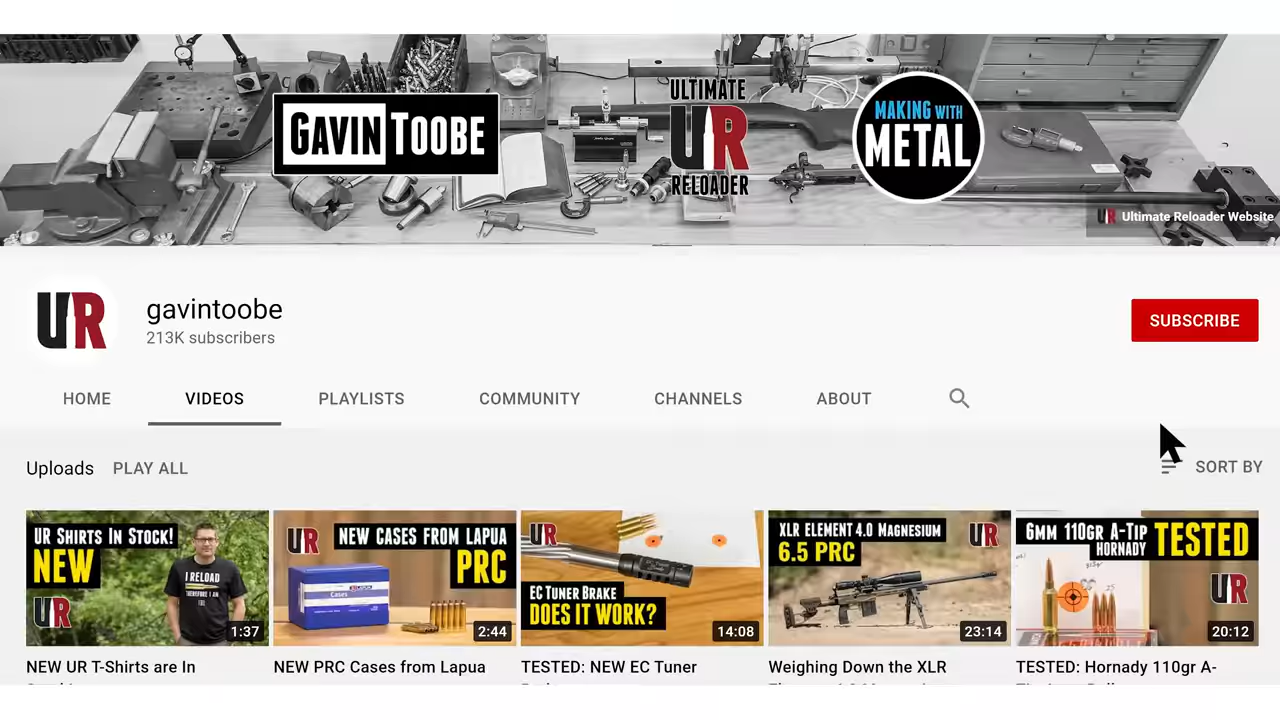 GAVINTOOBE
ULTIMATE
UR
RELOADER
MAKING WITH
METAL
UR Ultimate Reloader Website
UR
gavintoobe
213K subscribers
SUBSCRIBE
HOME
VIDEOS
PLAYLISTS
COMMUNITY
CHANNELS
ABOUT
Uploads
PLAY ALL
SORT BY
UR SHIRTS IN STOCK!
NEW
UR
I RELOAD
THEREFORE I AM
1:37
NEW UR T-Shirts are In
UR
NEW CASES FROM LAPUA
PRC
Cases
2:44
NEW PRC Cases from Lapua
UR
EC TUNER BRAKE
DOES IT WORK?
14:08
TESTED: NEW EC Tuner
XLR ELEMENT 4.0 MAGNESIUM
6.5 PRC
UR
23:14
Weighing Down the XLR
6MM 110GR A-TIP
HORNADY
TESTED
UR
20:12
TESTED: Hornady 110gr A-